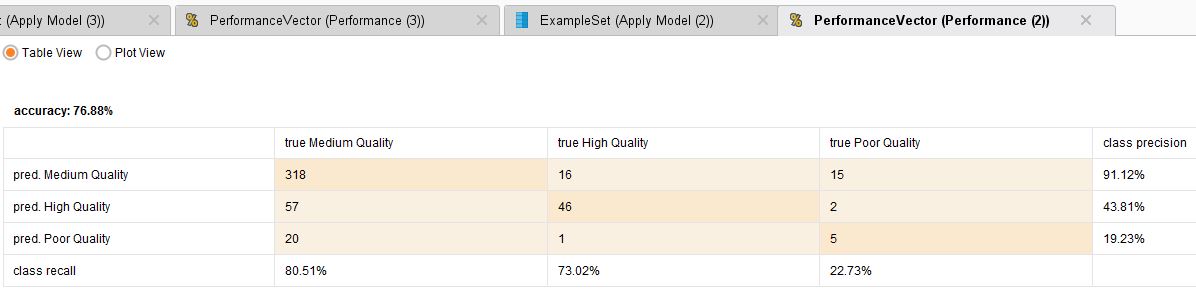 : (Apply Model (3)) PerformanceVector (Performance (3)) ExampleSet (Apply Model (2)) PerformanceVector (Performance (2))
Table View Plot View
accuracy: 76.88%
true Medium Quality true High Quality true Poor Quality class precision
pred. Medium Quality 318 16 15 91.12%
pred. High Quality 57 46 2 43.81%
pred. Poor Quality 20 1 5 19.23%
class recall 80.51% 73.02% 22.73%